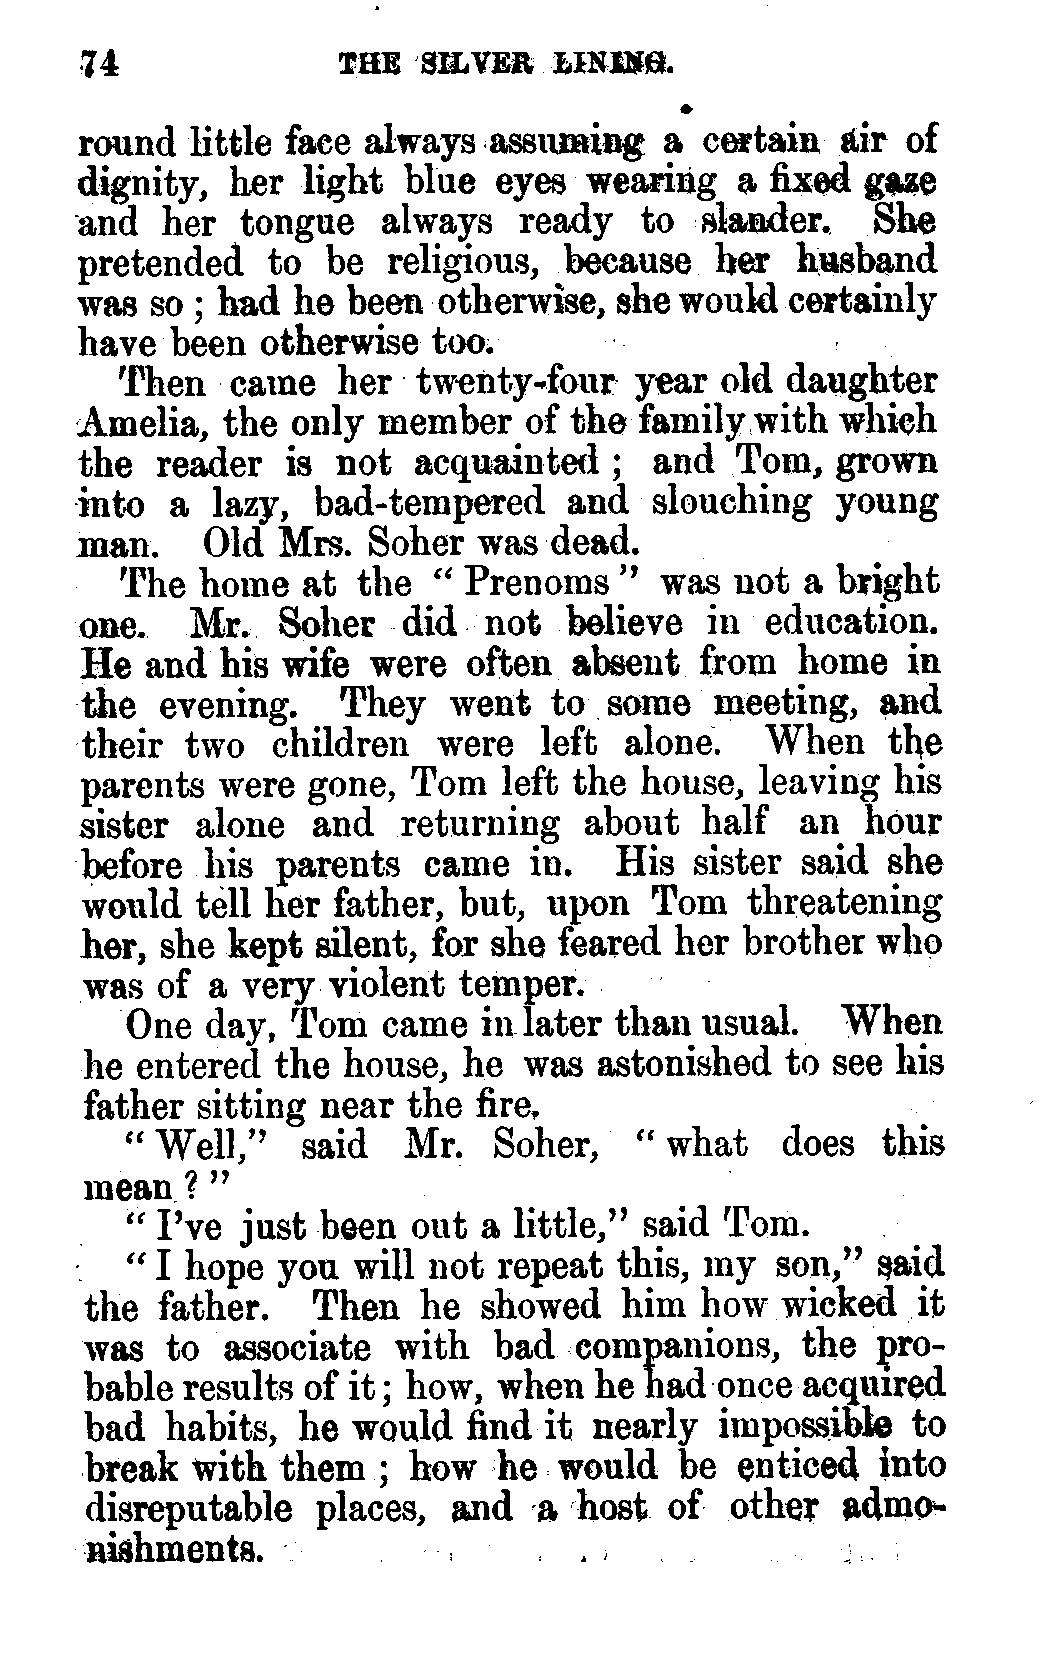 74 THE SILVER LINING.
round little face always assuming a certain air of
dignity, her light blue eyes wearing a fixed gaze
and her tongue always ready to slander. She
pretended to be religious, because her husband
was so ; had he been otherwise, she would certainly
have been otherwise too.
Then came her twenty-four year old daughter
Amelia, the only member of the family with which
the reader is not acquainted ; and Tom, grown
into a lazy, bad-tempered and slouching young
man. Old Mrs. Soher was dead.
The home at the “ Prenoms ” was not a bright
one. Mr. Soher did not believe in education.
He and his wife were often absent from home in
the evening. They went to some meeting, and
their two children were left alone. When the
parents were gone, Tom left the house, leaving his
sister alone and returning about half an hour
before his parents came in. His sister said she
would tell her father, but, upon Tom threatening
her, she kept silent, for she feared her brother who
was of a very violent temper.
One day, Tom came in later than usual. When
he entered the house, he was astonished to see his
father sitting near the fire.
“ Well,” said Mr. Soher, “ what does this
mean ? ”
“ I've just been out a little,” said Tom.
“ I hope you will not repeat this, my son,” said
the father. Then he showed him how wicked it
was to associate with bad companions, the pro-
bable results of it ; how, when he had once acquired
bad habits, he would find it nearly impossible to
break with them ; how he would be enticed into
disreputable places, and a host of other admo-
nishments.